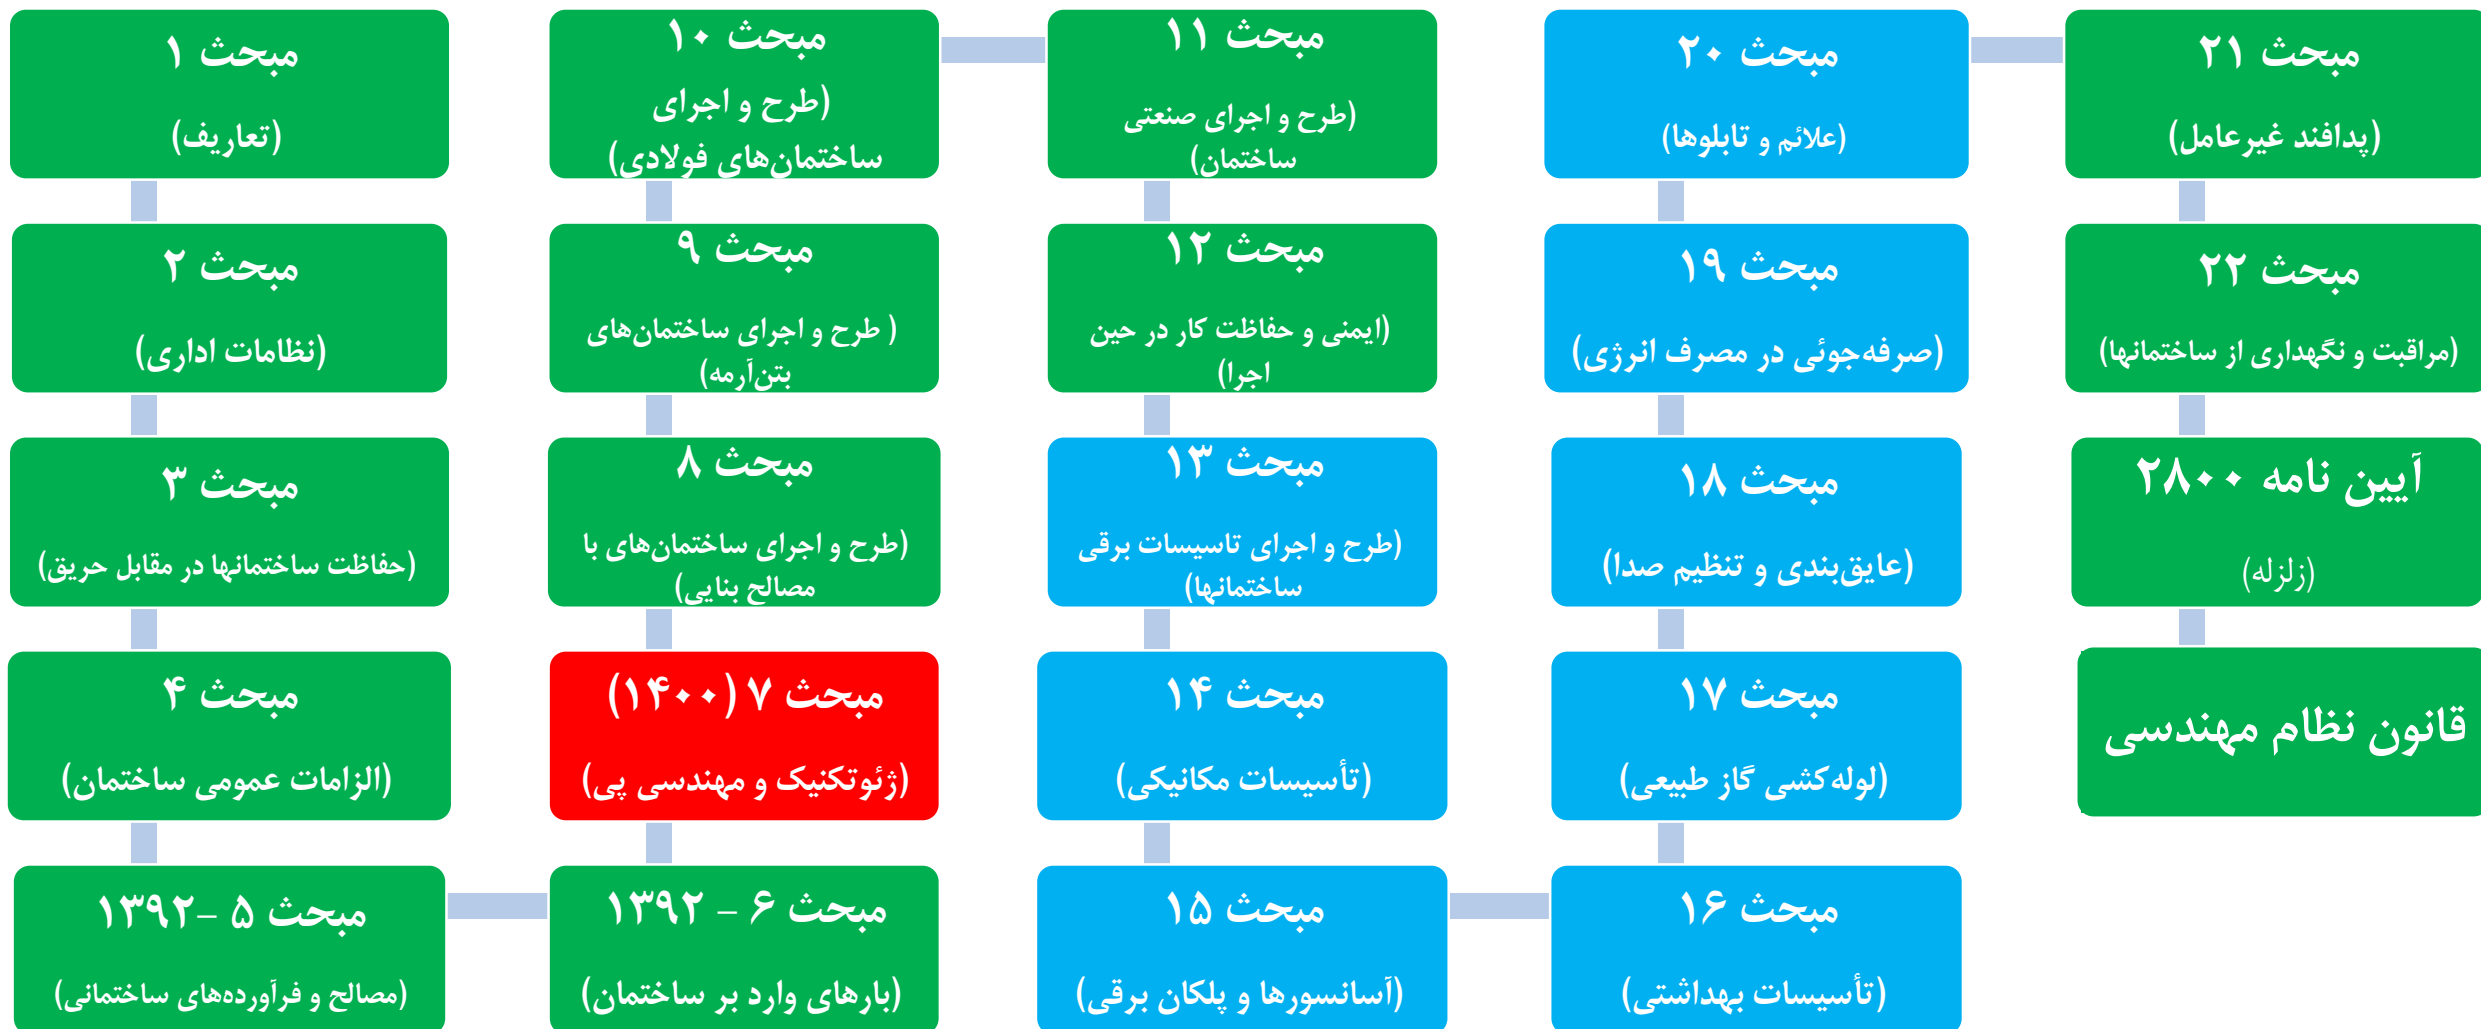 مبحث ۱
(تعاریف)
مبحث ۲
(نظامات اداری)
مبحث ۳
(حفاظت ساختمانها در مقابل حریق)
مبحث ۴
(الزامات عمومی ساختمان)
مبحث ۵ –۱۳۹۲
(مصالح و فرآورده‌های ساختمانی)
مبحث ۶ – ۱۳۹۲
(بارهای وارد بر ساختمان)
مبحث ۷ (۱۴۰۰)
(ژئوتکنیک و مهندسی پی)
مبحث ۸
(طرح و اجرای ساختمان‌های با
مصالح بنایی)
مبحث ۹
( طرح و اجرای ساختمان‌های
بتن‌آرمه)
مبحث ۱۰
(طرح و اجرای
ساختمان‌های فولادی)
مبحث ۱۱
(طرح و اجرای صنعتی
ساختمان)
مبحث ۱۲
(ایمنی و حفاظت کار در حین
اجرا)
مبحث ۱۳
(طرح و اجرای تاسیسات برقی
ساختمانها)
مبحث ۱۴
(تأسیسات مکانیکی)
مبحث ۱۵
(آسانسورها و پلکان برقی)
مبحث ۱۶
(تأسیسات بهداشتی)
مبحث ۱۷
(لوله‌کشی گاز طبیعی)
مبحث ۱۸
(عایق‌بندی و تنظیم صدا)
مبحث ۱۹
(صرفه‌جوئی در مصرف انرژی)
مبحث ۲۰
(علائم و تابلوها)
مبحث ۲۱
(پدافند غیرعامل)
مبحث ۲۲
(مراقبت و نگهداری از ساختمانها)
آیین نامه ۲۸۰۰
(زلزله)
قانون نظام مهندسی